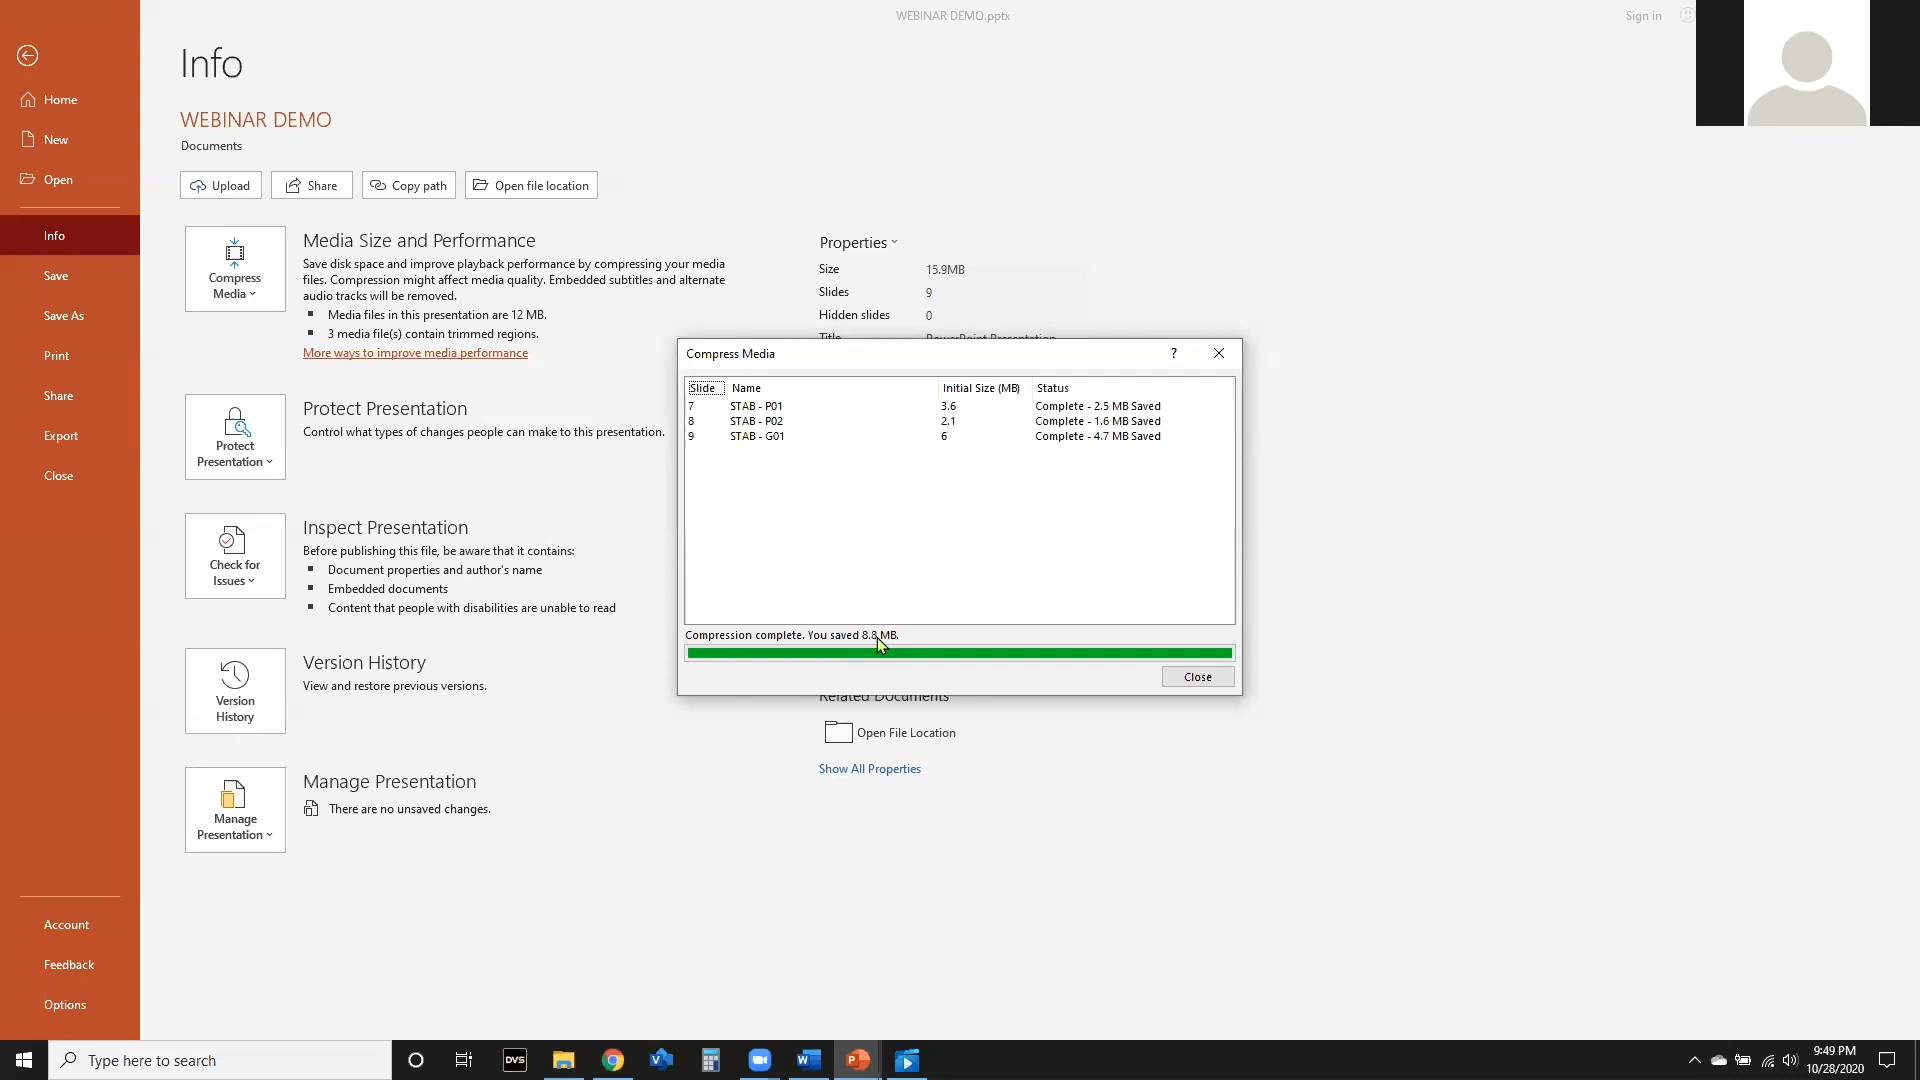 WEBINAR DEMO.pptx
Sign in
Info
WEBINAR DEMO
Documents
Upload
Share
Copy path
Open file location
Home
New
Open
Info
Save
Save As
Print
Share
Export
Close
Account
Feedback
Options
Compress
Media
Media Size and Performance
Save disk space and improve playback performance by compressing your media
files. Compression might affect media quality. Embedded subtitles and alternate
audio tracks will be removed.
Media files in this presentation are 12 MB.
3 media file(s) contain trimmed regions.
More ways to improve media performance
Protect
Presentation
Protect Presentation
Control what types of changes people can make to this presentation.
Check for
Issues
Inspect Presentation
Before publishing this file, be aware that it contains:
Document properties and author's name
Embedded documents
Content that people with disabilities are unable to read
Version
History
Version History
View and restore previous versions.
Manage
Presentation
Manage Presentation
There are no unsaved changes.
Properties
Size 15.9MB
Slides 9
Hidden slides 0
Title PowerPoint Presentation
Compress Media
?
Slide Name Initial Size (MB) Status
7 STAB - P01 3.6 Complete - 2.5 MB Saved
8 STAB - P02 2.1 Complete - 1.6 MB Saved
9 STAB - G01 6 Complete - 4.7 MB Saved
Compression complete. You saved 8.8 MB.
Close
Related Documents
Open File Location
Show All Properties
Type here to search
DVS
W
P
9:49 PM
10/28/2020